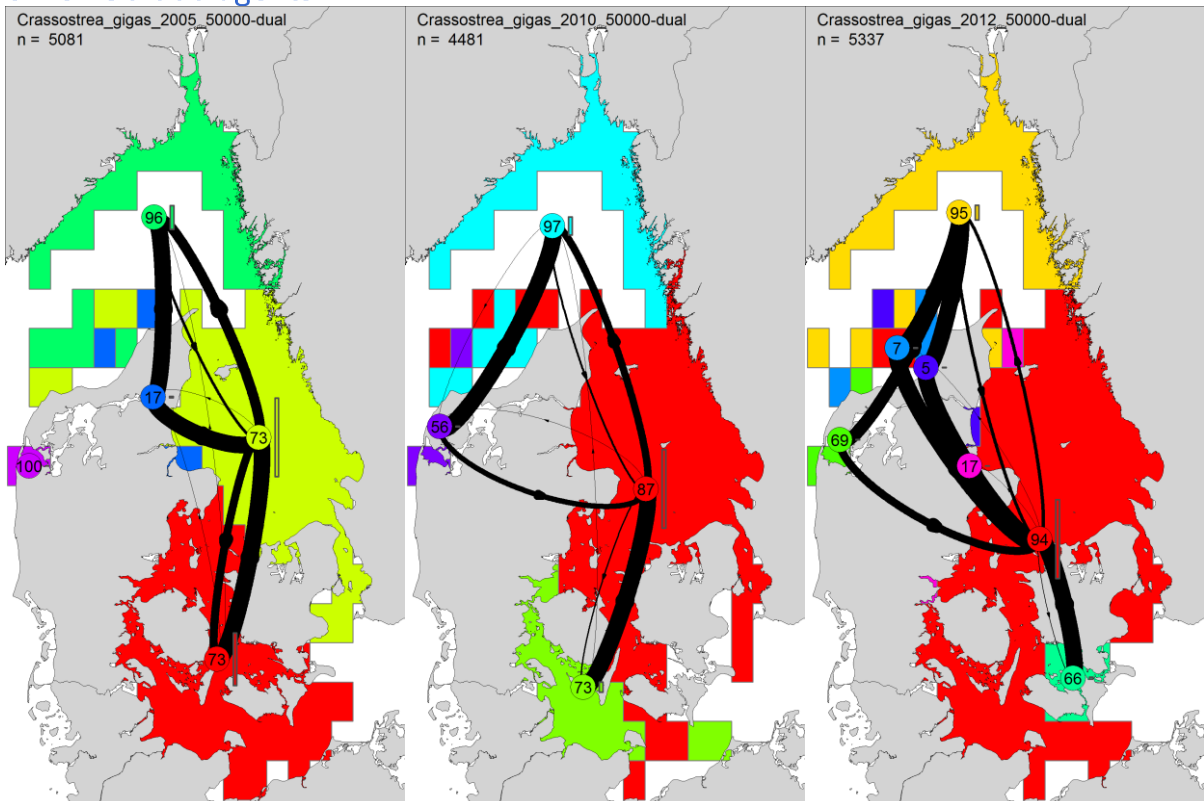 Crassostrea_gigas_2005_50000-dual
n = 5081
96
17
73
100
73
Crassostrea_gigas_2010_50000-dual
n = 4481
97
56
87
73
Crassostrea_gigas_2012_50000-dual
n = 5337
95
7
5
69
17
94
66